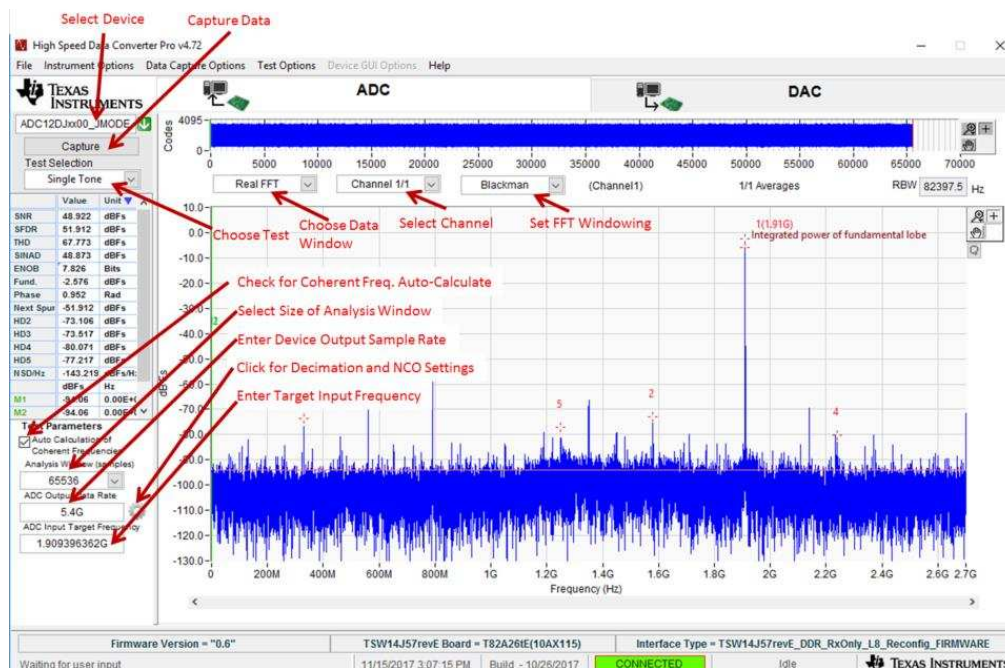 Select Device
Capture Data
High Speed Data Converter Pro v4.72
File Instrument Options Data Capture Options Test Options Device GUI Options Help
TEXAS INSTRUMENTS
ADC
DAC
ADC12DJxx00_JMODE
Capture
Test Selection
Single Tone
Codes
4095
0
0 5000 10000 15000 20000 25000 30000 35000 40000 45000 50000 55000 60000 65000 70000
Real FFT
Channel 1/1
Blackman
(Channel1)
1/1 Averages
RBW 82397.5 Hz
Value Unit
SNR 48.922 dBFs
SFDR 51.912 dBFs
THD 67.773 dBFs
SINAD 48.873 dBFs
ENOB 7.826 Bits
Fund. -2.576 dBFs
Phase 0.952 Rad
Next Spur -51.912 dBFs
HD2 -73.106 dBFs
HD3 -73.517 dBFs
HD4 -80.071 dBFs
HD5 -77.217 dBFs
NSD/Hz -143.219 dBFs/Hz
dBFs Hz
M1 -94.06 0.00E+0
M2 -94.06
Choose Test
Choose Data Window
Select Channel
Set FFT Windowing
Check for Coherent Freq. Auto-Calculate
Select Size of Analysis Window
Enter Device Output Sample Rate
Click for Decimation and NCO Settings
Enter Target Input Frequency
Test Parameters
Auto Calculation of Coherent Frequencies
Analysis Window (samples)
65536
ADC Output Data Rate
5.4G
ADC Input Target Frequency
1.909396362G
1(1.91G)
Integrated power of fundamental lobe
5
2
4
dBFs
10.0
0.0
-10.0
-20.0
-30.0
-40.0
-50.0
-60.0
-70.0
-80.0
-90.0
-100.0
-110.0
-120.0
-130.0
0 200M 400M 600M 800M 1G 1.2G 1.4G 1.6G 1.8G 2G 2.2G 2.4G 2.6G 2.7G
Frequency (Hz)
Firmware Version = "0.6"
TSW14J57revE Board = T82A26tE(10AX115)
Interface Type = TSW14J57revE_DDR_RxOnly_L8_Reconfig_FIRMWARE
Waiting for user input
11/15/2017 3:07:15 PM
Build - 10/26/2017
CONNECTED
Idle
TEXAS INSTRUMENTS